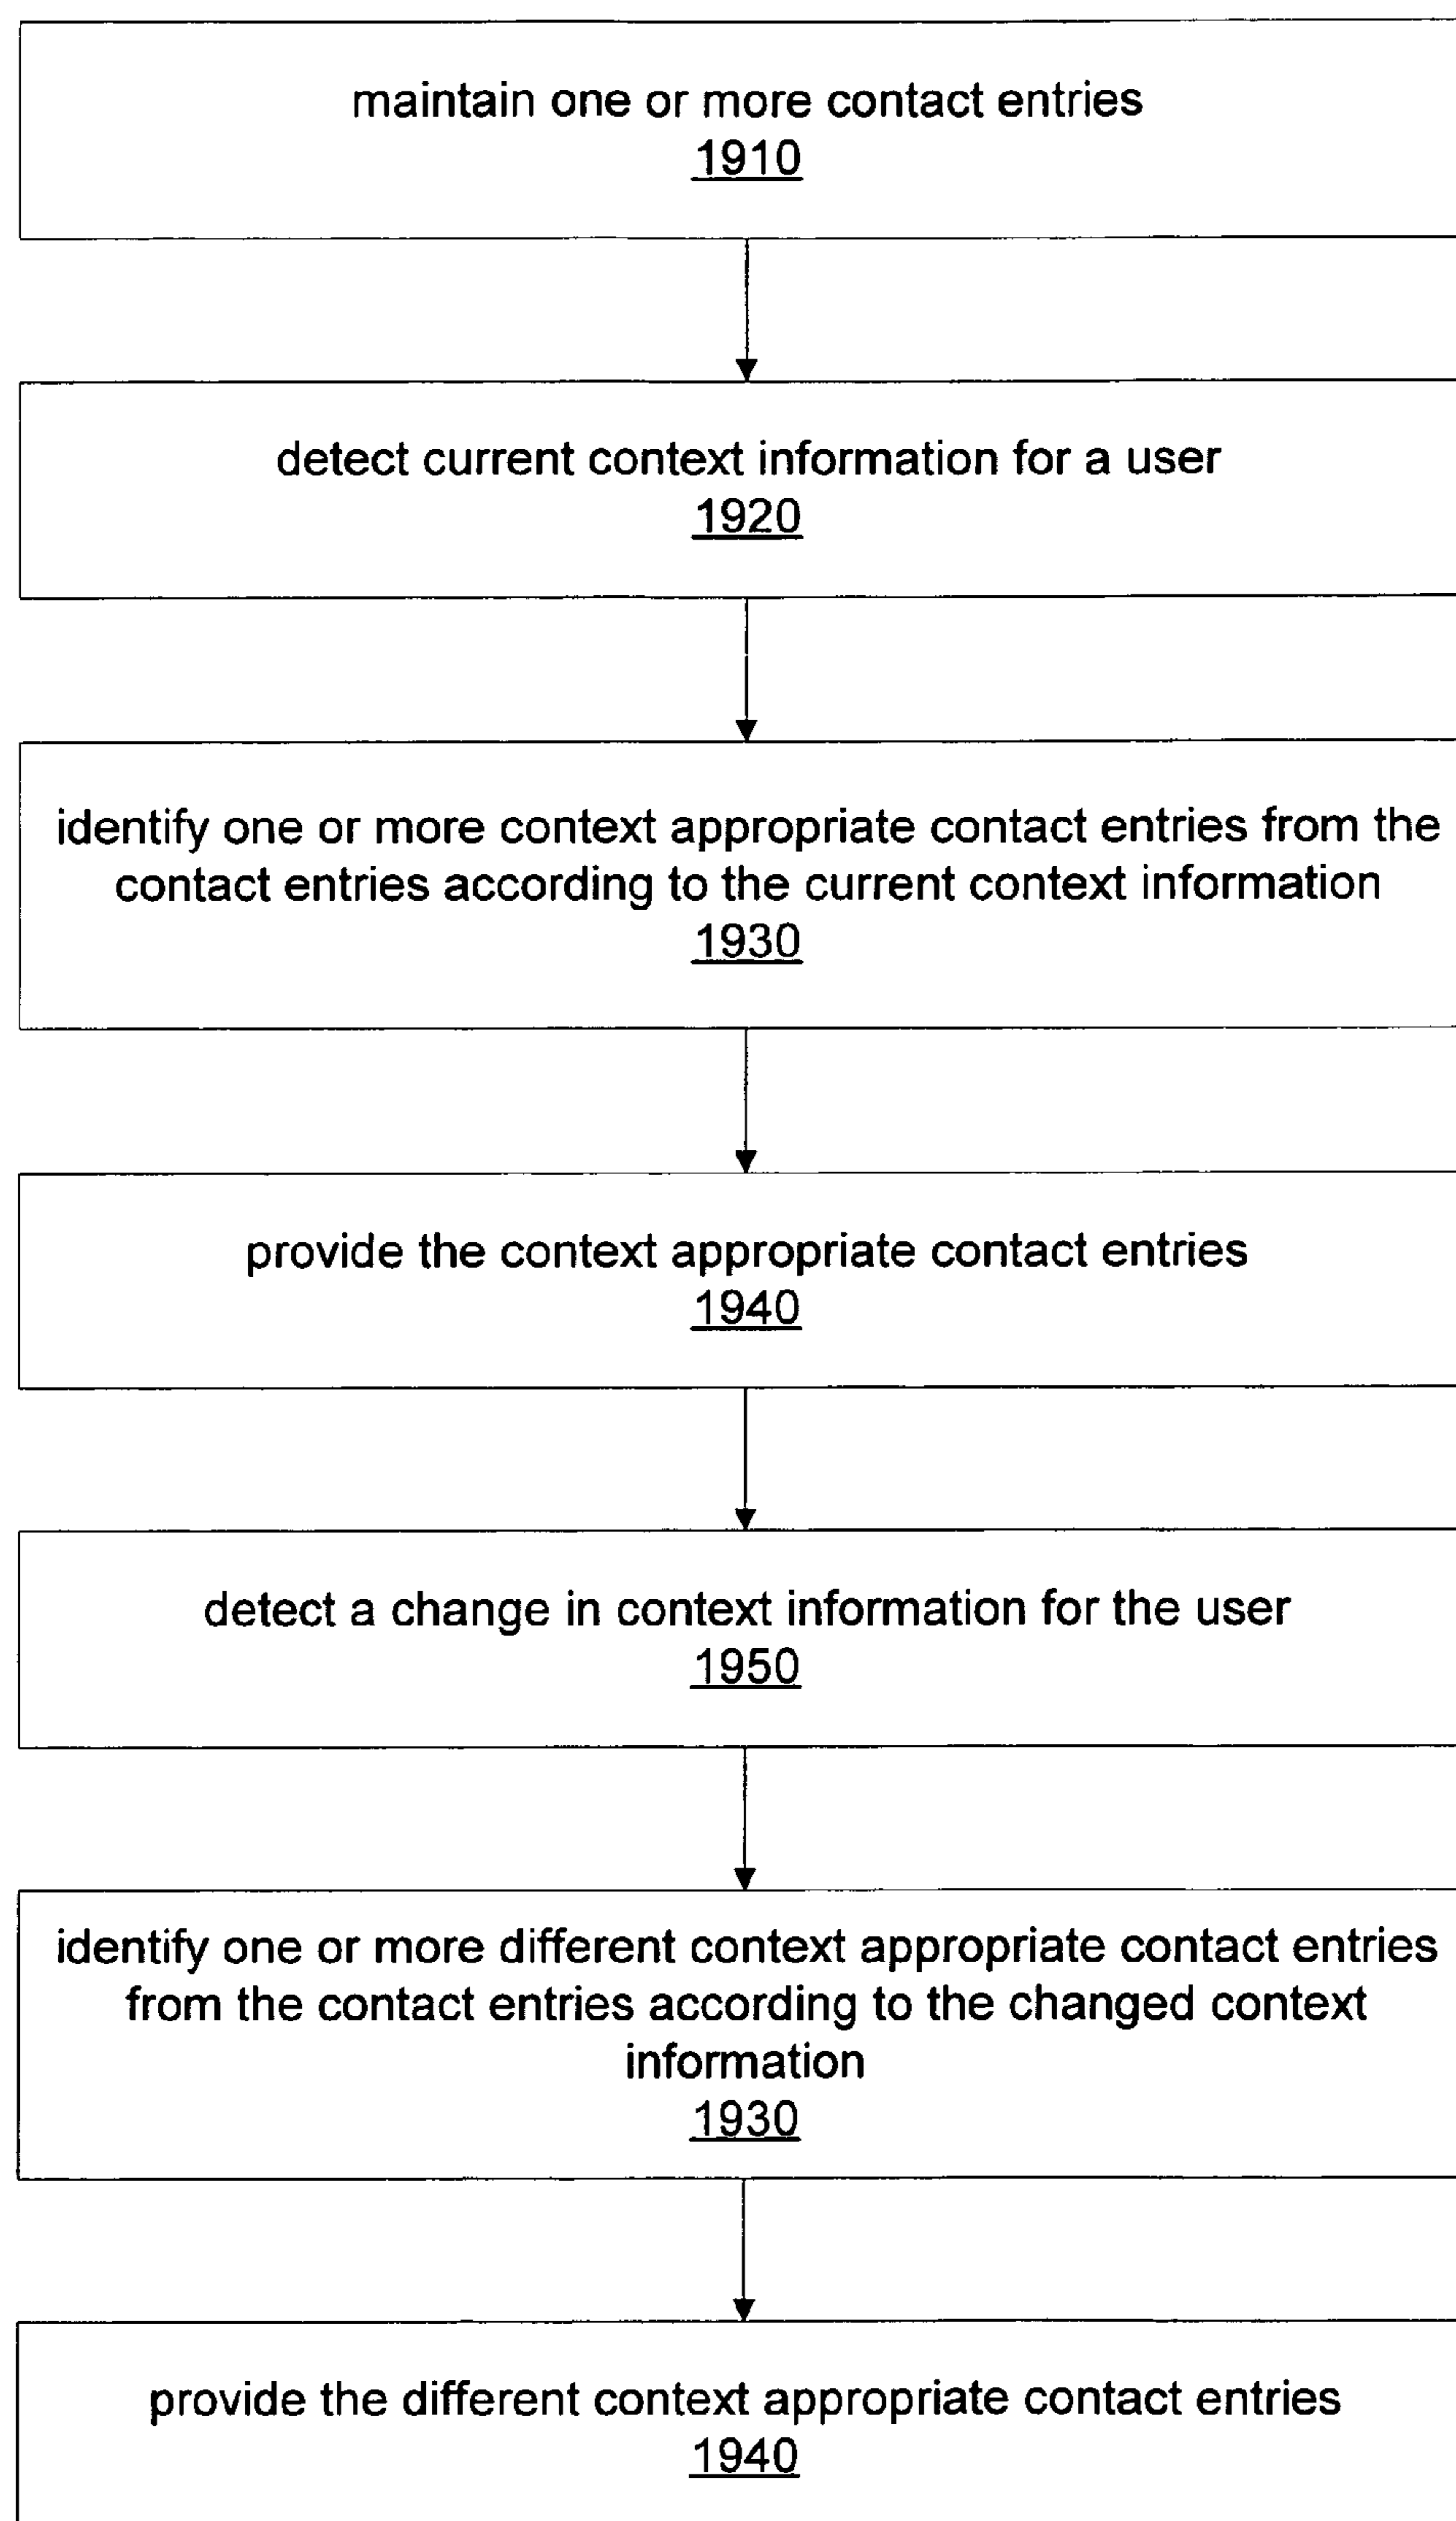 maintain one or more contact entries
1910
detect current context information for a user
1920
identify one or more context appropriate contact entries from the
contact entries according to the current context information
1930
provide the context appropriate contact entries
1940
detect a change in context information for the user
1950
identify one or more different context appropriate contact entries
from the contact entries according to the changed context
information
1930
provide the different context appropriate contact entries
1940